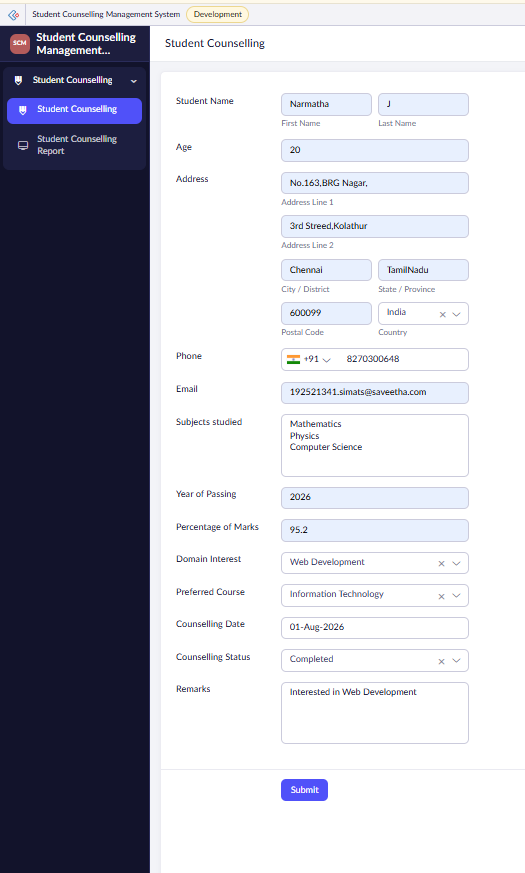 Student Counselling Management System Development
SCM
Student Counselling
Management...
Student Counselling
Student Counselling
Student Counselling
Report
Student Counselling
Student Name
Narmatha J
First Name Last Name
Age
20
Address
No.163,BRG Nagar,
Address Line 1
3rd Streed,Kolathur
Address Line 2
Chennai TamilNadu
City / District State / Province
600099 India
Postal Code Country
Phone
+91 8270300648
Email
192521341.simats@saveetha.com
Subjects studied
Mathematics
Physics
Computer Science
Year of Passing
2026
Percentage of Marks
95.2
Domain Interest
Web Development
Preferred Course
Information Technology
Counselling Date
01-Aug-2026
Counselling Status
Completed
Remarks
Interested in Web Development
Submit